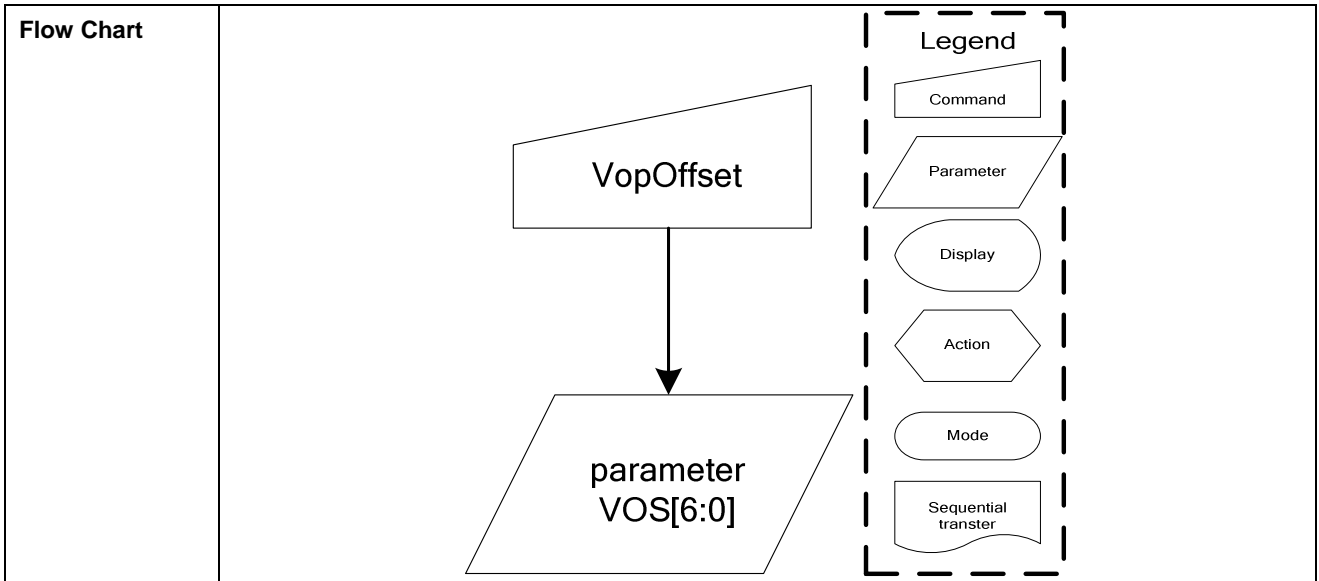 Flow Chart
VopOffset
parameter
VOS[6:0]
Legend
Command
Parameter
Display
Action
Mode
Sequential
transter